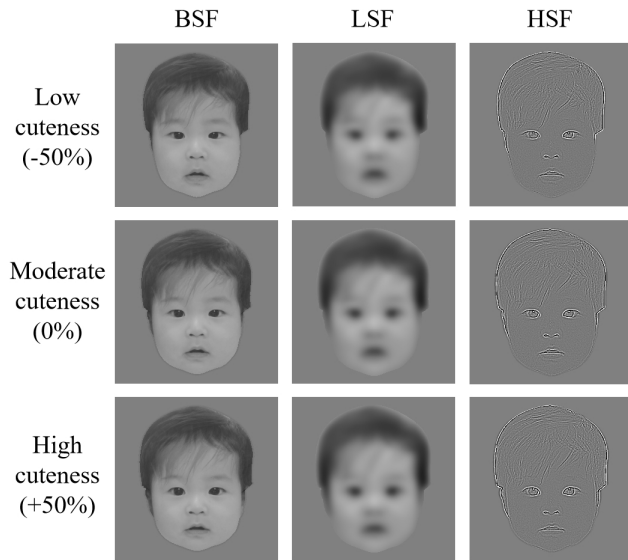 BSF LSF HSF
Low
cuteness
(-50%)
Moderate
cuteness
(0%)
High
cuteness
(+50%)